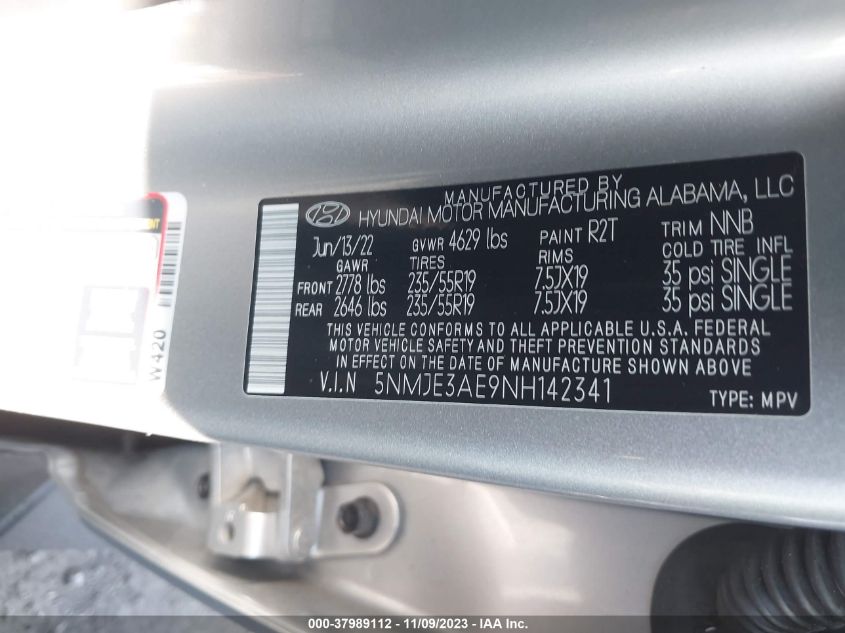 MANUFACTURED BY
HYUNDAI MOTOR MANUFACTURING ALABAMA, LLC
Jun/13/22 GVWR 4629 lbs PAINT R2T TRIM NNB
GAWR TIRES RIMS COLD TIRE INFL
FRONT 2778 lbs 235/55R19 7.5JX19 35 psi SINGLE
REAR 2646 lbs 235/55R19 7.5JX19 35 psi SINGLE
THIS VEHICLE CONFORMS TO ALL APPLICABLE U.S.A. FEDERAL
MOTOR VEHICLE SAFETY AND THEFT PREVENTION STANDARDS
IN EFFECT ON THE DATE OF MANUFACTURE SHOWN ABOVE
V.I.N 5NMJE3AE9NH142341 TYPE: MPV
W420
000-37989112 - 11/09/2023 - © IAA Inc.